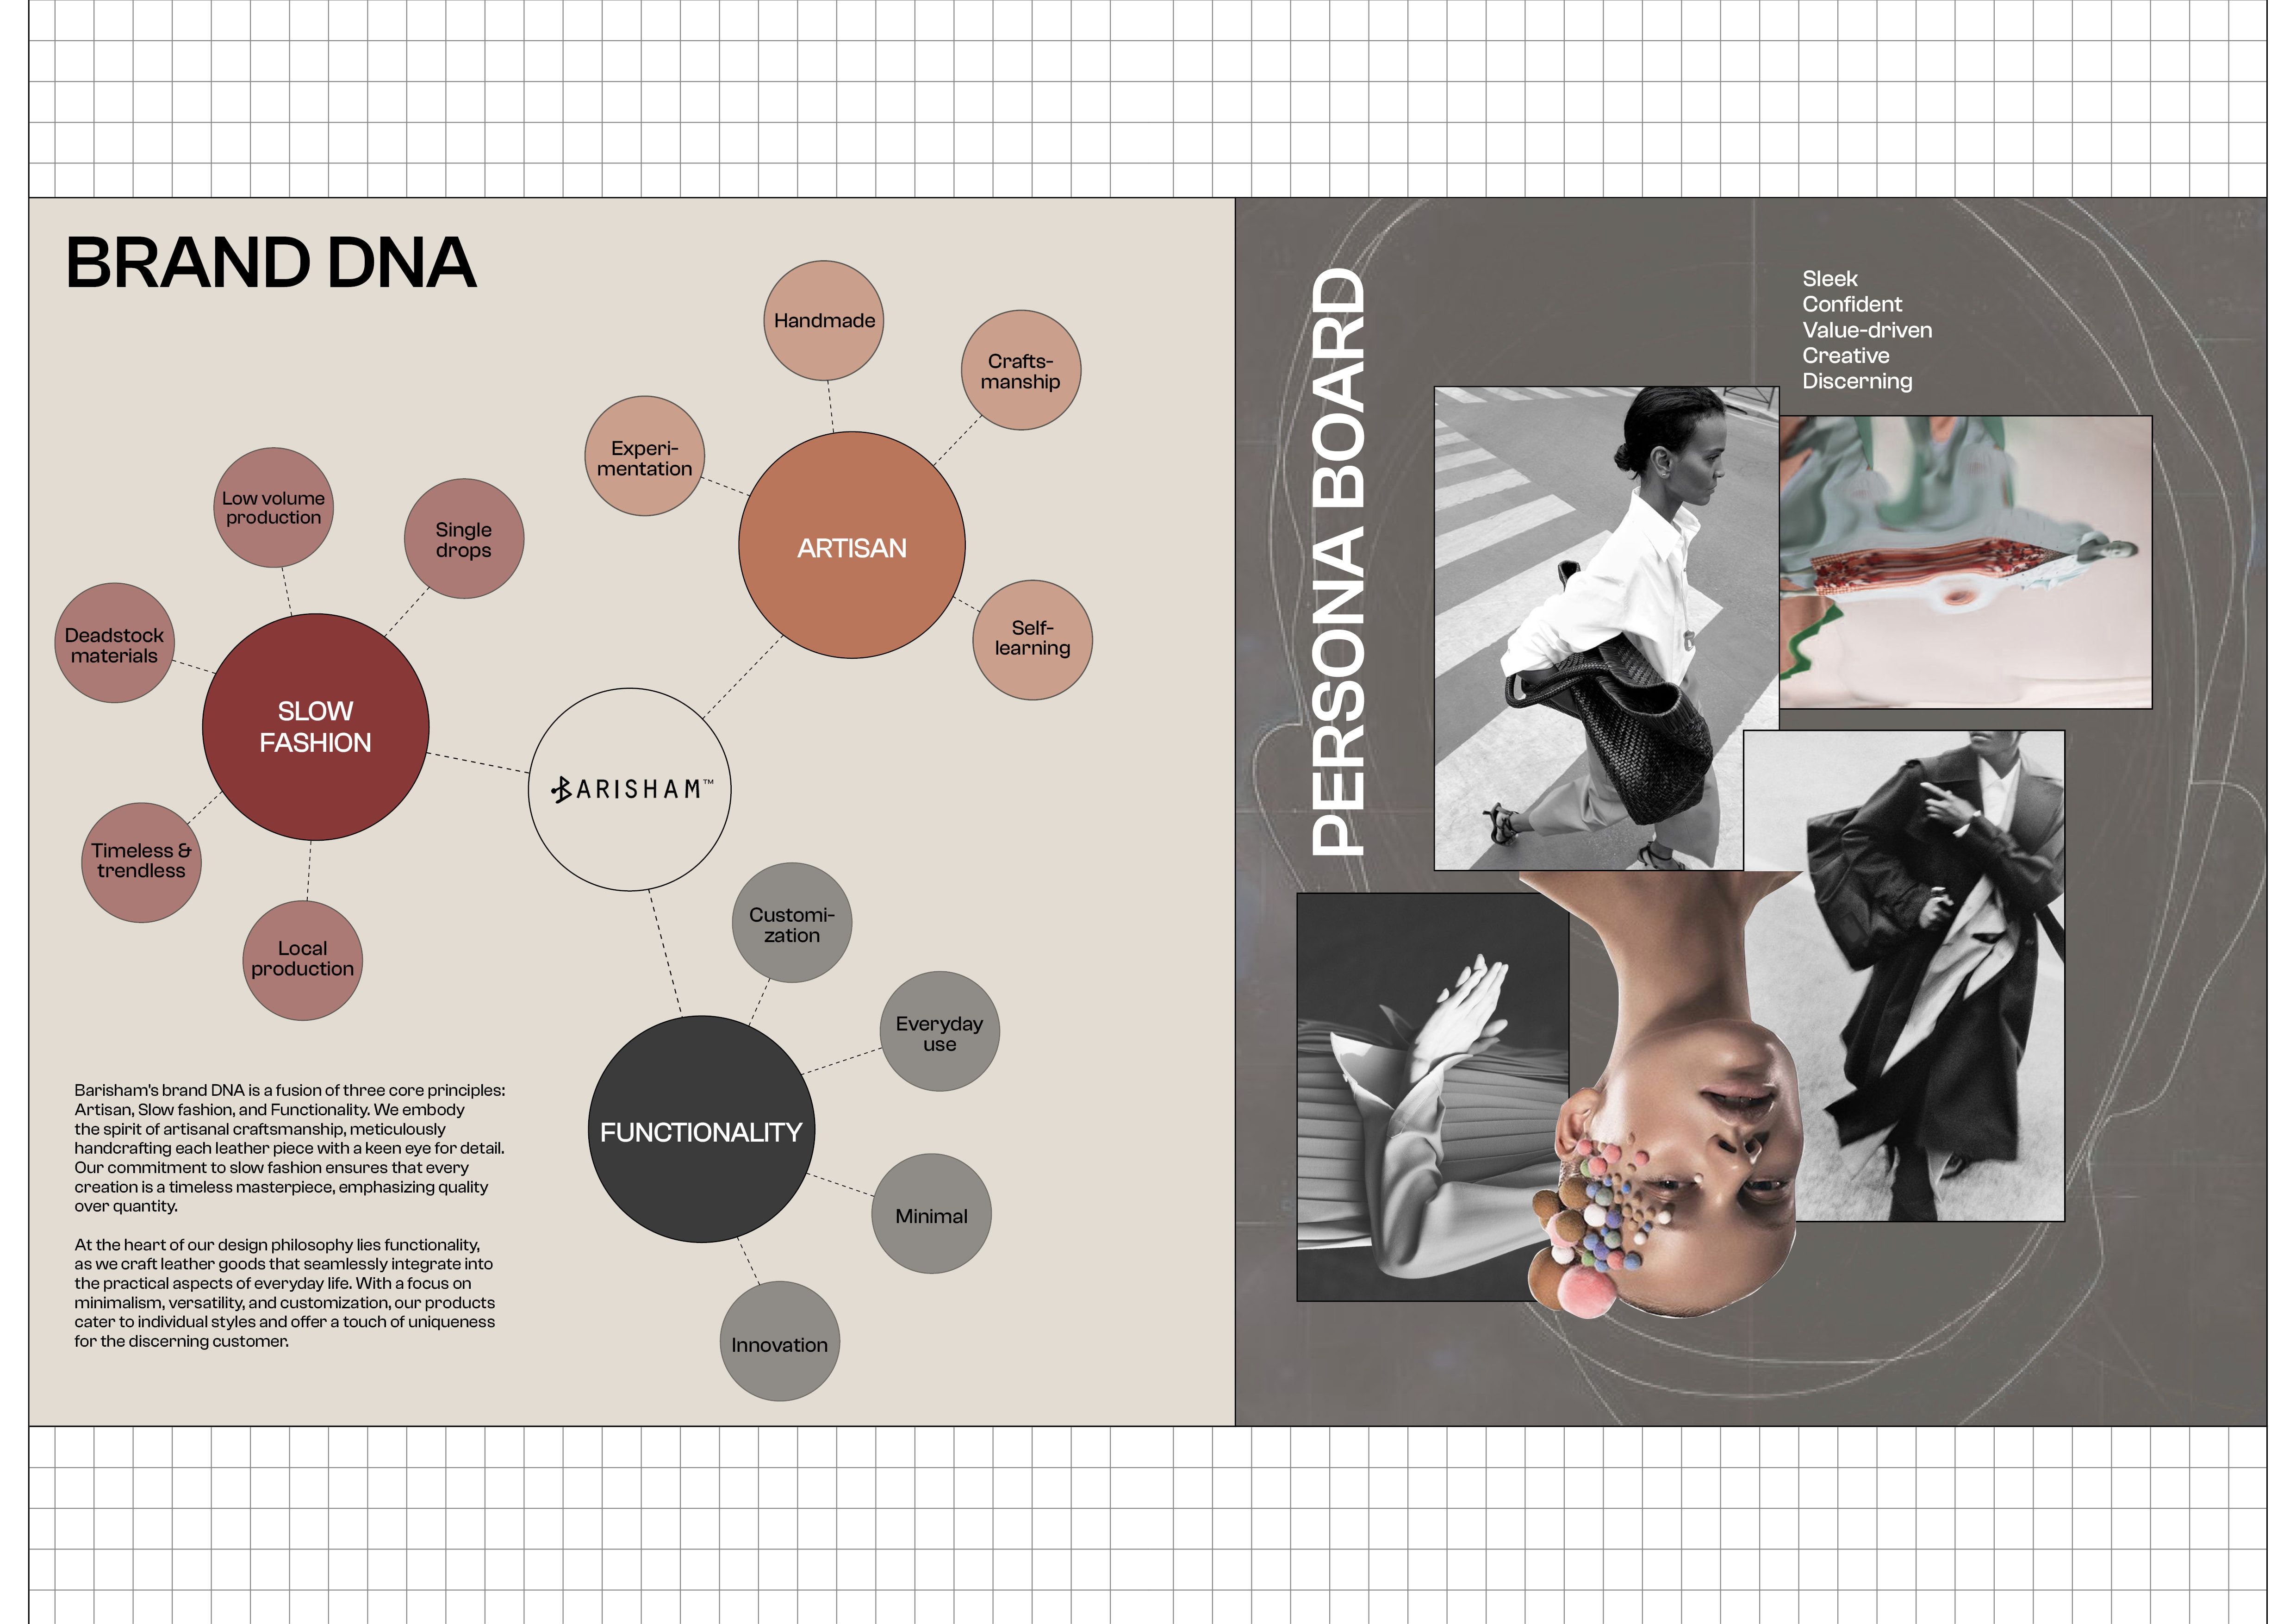 BRAND DNA
Handmade
Crafts-
manship
Experi-
mentation
ARTISAN
Self-
learning
Low volume
production
Single
drops
Deadstock
materials
SLOW
FASHION
Timeless &
trendless
Local
production
BARISHAM™
Customi-
zation
Everyday
use
FUNCTIONALITY
Minimal
Innovation
Barisham's brand DNA is a fusion of three core principles:
Artisan, Slow fashion, and Functionality. We embody
the spirit of artisanal craftsmanship, meticulously
handcrafting each leather piece with a keen eye for detail.
Our commitment to slow fashion ensures that every
creation is a timeless masterpiece, emphasizing quality
over quantity.
At the heart of our design philosophy lies functionality,
as we craft leather goods that seamlessly integrate into
the practical aspects of everyday life. With a focus on
minimalism, versatility, and customization, our products
cater to individual styles and offer a touch of uniqueness
for the discerning customer.
PERSONA BOARD
Sleek
Confident
Value-driven
Creative
Discerning